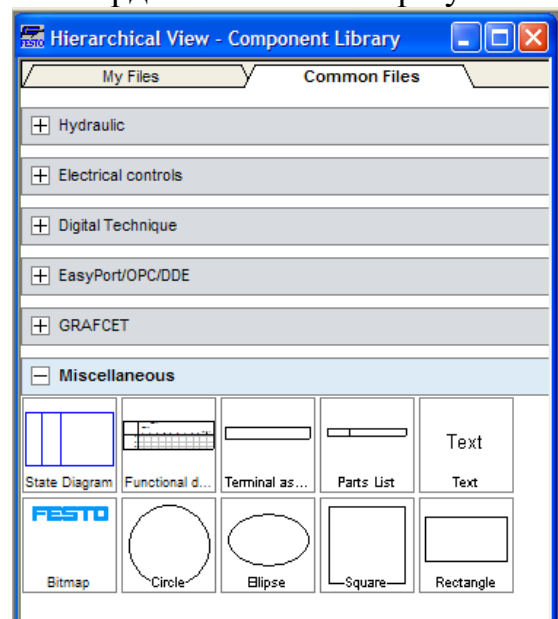 FESTO Hierarchical View - Component Library
My Files Common Files
Hydraulic
Electrical controls
Digital Technique
EasyPort/OPC/DDE
GRAFCET
Miscellaneous
Text
State Diagram Functional d... Terminal as... Parts List Text
FESTO
Bitmap Circle Ellipse Square Rectangle